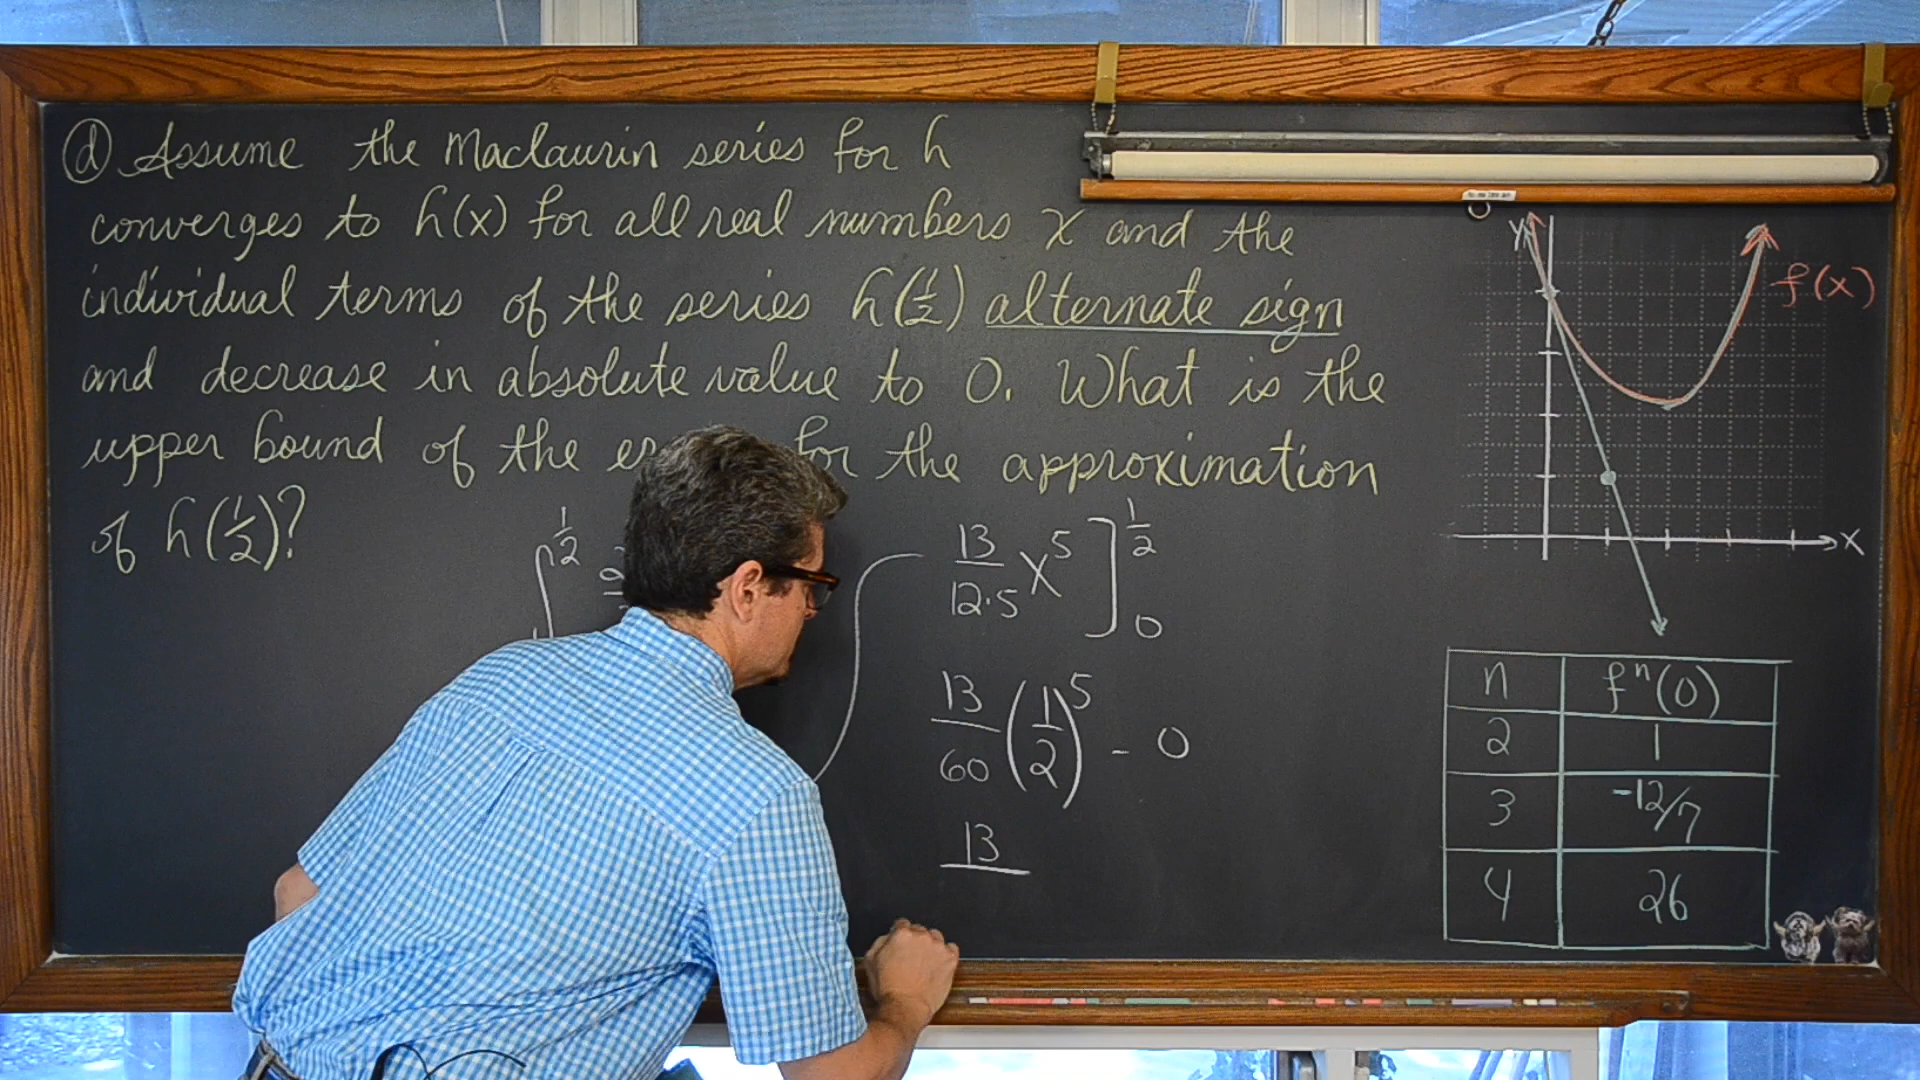 (d) Assume the Maclaurin series for h
converges to h(x) for all real numbers x and the
individual terms of the series h(1/2) alternate sign
and decrease in absolute value to 0. What is the
upper bound of the er for the approximation
of h(1/2)?
∫ 1/2 2
13/12·5 x^5 ] 1/2 0
13/60 (1/2)^5 - 0
13
y
f(x)
x
n f^n(0)
2 1
3 -12/7
4 26